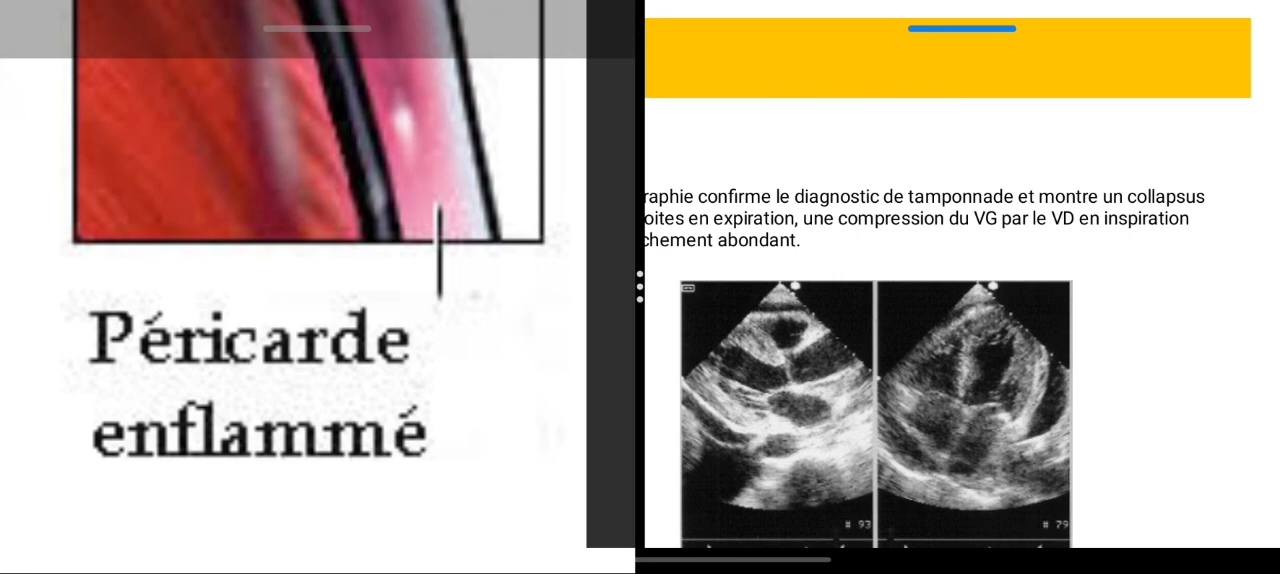 Péricarde
enflammé
raphie confirme le diagnostic de tamponnade et montre un collapsus
oites en expiration, une compression du VG par le VD en inspiration
chement abondant.
# 93
# 79